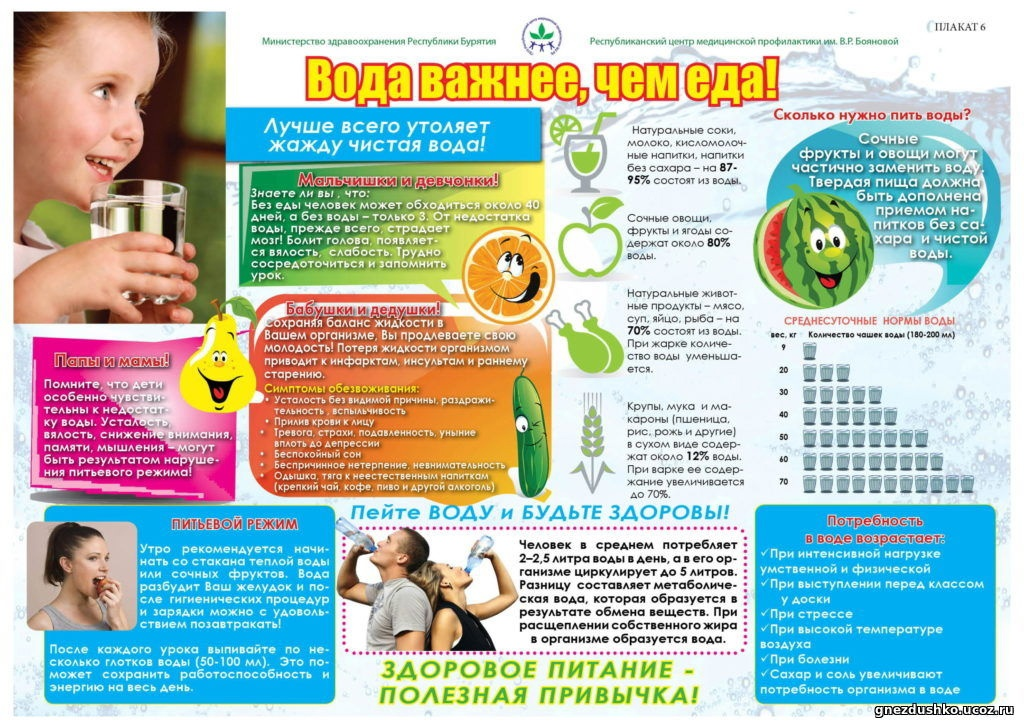 ПЛАКАТ 6
Министерство здравоохранения Республики Бурятия
Республиканский центр медицинской профилактики им. В.Р. Бояновой
Вода важнее, чем еда!
Лучше всего утоляет
жажду чистая вода!
Мальчишки и девчонки!
Знаете ли вы , что:
Без еды человек может обходиться около 40
дней, а без воды – только 3. От недостатка
воды, прежде всего, страдает
мозг! Болит голова, появляет-
ся вялость, слабость. Трудно
сосредоточиться и запомнить
урок.
Бабушки и дедушки!
Сохраняя баланс жидкости в
Вашем организме, Вы продлеваете свою
молодость! Потеря жидкости организмом
приводит к инфарктам, инсультам и раннему
старению.
Симптомы обезвоживания:
• Усталость без видимой причины, раздражи-
тельность , вспыльчивость
• Прилив крови к лицу
• Тревога, страхи, подавленность, уныние
вплоть до депрессии
• Беспокойный сон
• Беспричинное нетерпение, невнимательность
• Одышка, тяга к неестественным напиткам
(крепкий чай, кофе, пиво и другой алкоголь)
Папы и мамы!
Помните, что дети
особенно чувстви-
тельны к недостат-
ку воды. Усталость,
вялость, снижение внимания,
памяти, мышления – могут
быть результатом наруше-
ния питьевого режима!
Натуральные соки,
молоко, кисломолоч-
ные напитки, напитки
без сахара – на 87-
95% состоят из воды.
Сочные овощи,
фрукты и ягоды со-
держат около 80%
воды.
Натуральные живот-
ные продукты – мясо,
суп, яйцо, рыба – на
70% состоят из воды.
При жарке количе-
ство воды уменьша-
ется.
Крупы, мука и ма-
кароны (пшеница,
рис, рожь и другие)
в сухом виде содер-
жат около 12% воды.
При варке ее содер-
жание увеличивается
до 70%.
Сколько нужно пить воды?
Сочные
фрукты и овощи могут
частично заменить воду.
Твердая пища должна
быть дополнена
приемом на-
питков без са-
хара и чистой
воды.
СРЕДНЕСУТОЧНЫЕ НОРМЫ ВОДЫ
вес, кг Количество чашек воды (180-200 мл)
9
20
30
40
50
60
70
ПИТЬЕВОЙ РЕЖИМ
Утро рекомендуется начи-
нать со стакана теплой воды
или сочных фруктов. Вода
разбудит Ваш желудок и по-
сле гигиенических процедур
и зарядки можно с удоволь-
ствием позавтракать!
После каждого урока выпивайте по не-
сколько глотков воды (50-100 мл). Это по-
может сохранить работоспособность и
энергию на весь день.
Пейте ВОДУ и БУДЬТЕ ЗДОРОВЫ!
Человек в среднем потребляет
2–2,5 литра воды в день, а в его ор-
ганизме циркулирует до 5 литров.
Разницу составляет метаболиче-
ская вода, которая образуется в
результате обмена веществ. При
расщеплении собственного жира
в организме образуется вода.
ЗДОРОВОЕ ПИТАНИЕ -
ПОЛЕЗНАЯ ПРИВЫЧКА!
Потребность
в воде возрастает:
✓При интенсивной нагрузке
умственной и физической
✓При выступлении перед классом
у доски
✓При стрессе
✓При высокой температуре
воздуха
✓При болезни
✓Сахар и соль увеличивают
потребность организма в воде
gnezdushko.ucoz.ru